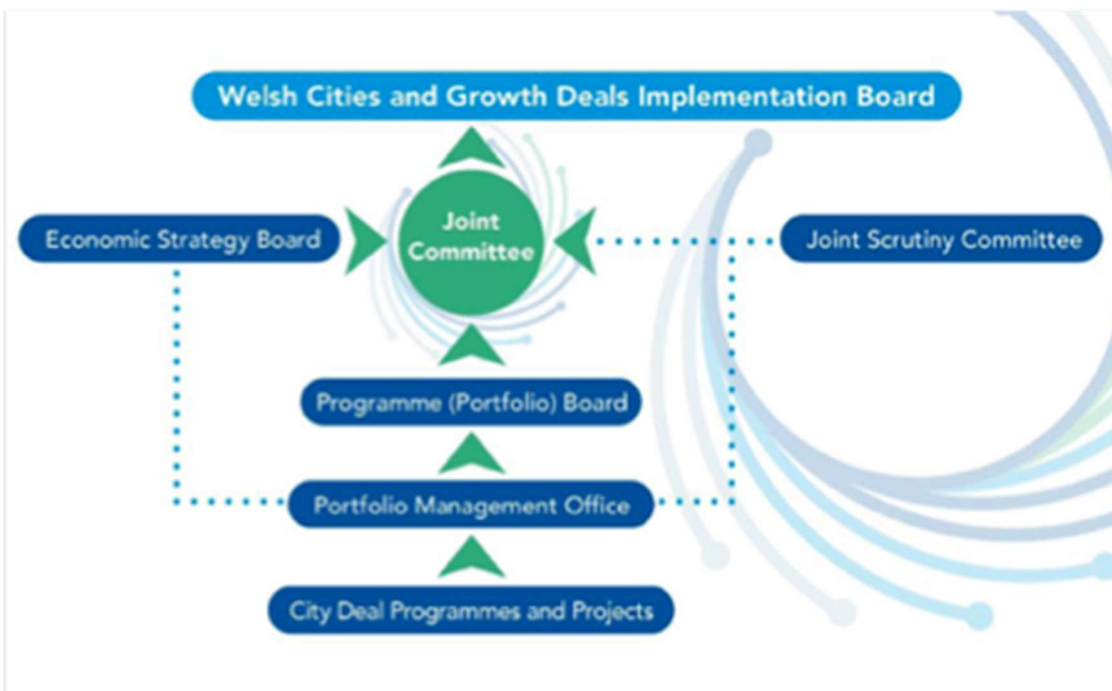 Welsh Cities and Growth Deals Implementation Board
Joint
Committee
Economic Strategy Board
Joint Scrutiny Committee
Programme (Portfolio) Board
Portfolio Management Office
City Deal Programmes and Projects